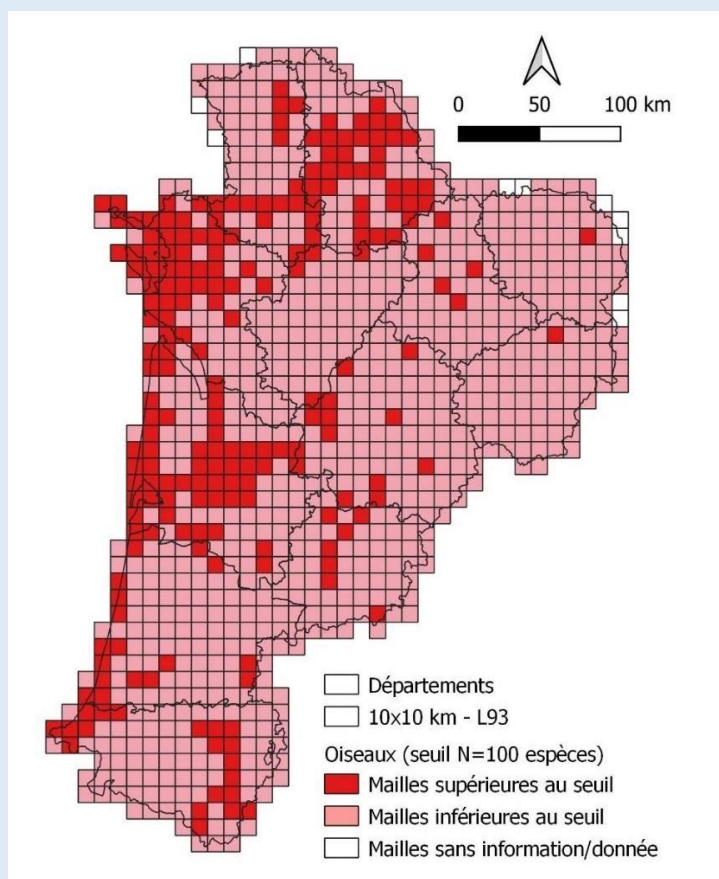 0 50 100 km
Départements
10x10 km - L93
Oiseaux (seuil N=100 espèces)
Mailles supérieures au seuil
Mailles inférieures au seuil
Mailles sans information/donnée